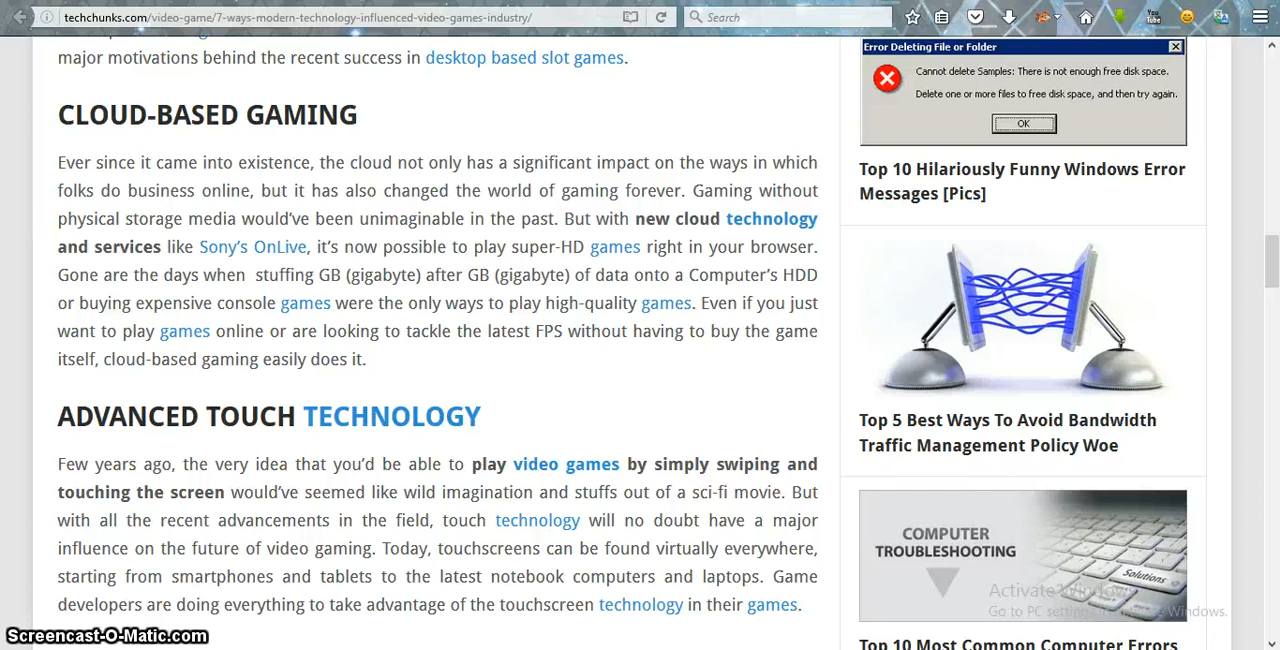 techchunks.com/video-game/7-ways-modern-technology-influenced-video-games-industry/
Search
You
Tube
major motivations behind the recent success in desktop based slot games.
CLOUD-BASED GAMING
Ever since it came into existence, the cloud not only has a significant impact on the ways in which
folks do business online, but it has also changed the world of gaming forever. Gaming without
physical storage media would've been unimaginable in the past. But with new cloud technology
and services like Sony's OnLive, it's now possible to play super-HD games right in your browser.
Gone are the days when stuffing GB (gigabyte) after GB (gigabyte) of data onto a Computer's HDD
or buying expensive console games were the only ways to play high-quality games. Even if you just
want to play games online or are looking to tackle the latest FPS without having to buy the game
itself, cloud-based gaming easily does it.
ADVANCED TOUCH TECHNOLOGY
Few years ago, the very idea that you'd be able to play video games by simply swiping and
touching the screen would've seemed like wild imagination and stuffs out of a sci-fi movie. But
with all the recent advancements in the field, touch technology will no doubt have a major
influence on the future of video gaming. Today, touchscreens can be found virtually everywhere,
starting from smartphones and tablets to the latest notebook computers and laptops. Game
developers are doing everything to take advantage of the touchscreen technology in their games.
Error Deleting File or Folder
Cannot delete Samples: There is not enough free disk space.
Delete one or more files to free disk space, and then try again.
OK
Top 10 Hilariously Funny Windows Error
Messages [Pics]
Top 5 Best Ways To Avoid Bandwidth
Traffic Management Policy Woe
COMPUTER
TROUBLESHOOTING
Solutions
Activate Windows
Go to PC settings to activate Windows.
Top 10 Most Common Computer Errors
Screencast-O-Matic.com